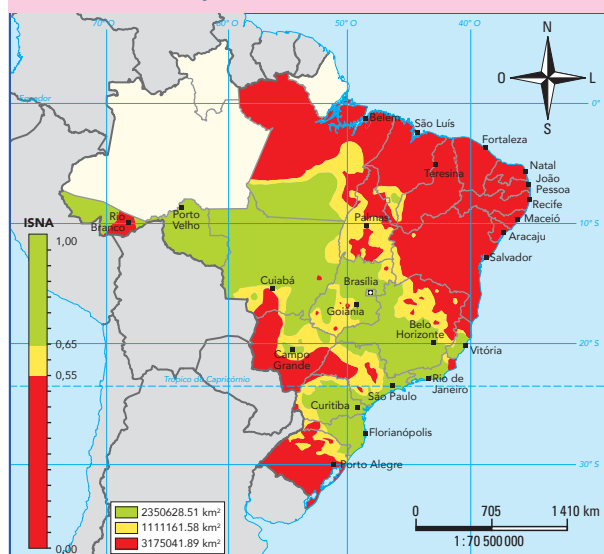 70° O
60° O
50° O
40° O
N
O
L
S
Equador
0°
Belém
São Luís
Fortaleza
Teresina
Natal
João
Pessoa
Recife
Maceió
Aracaju
Salvador
Porto
Velho
Rio
Branco
Palmas
10° S
ISNA
1,00
0,65
0,55
0,00
Cuiabá
Brasília
Goiânia
Belo
Horizonte
Vitória
20° S
Campo
Grande
Rio de
Janeiro
São Paulo
Trópico de Capricórnio
Curitiba
Florianópolis
Porto Alegre
30° S
2350628.51 km²
1111161.58 km²
3175041.89 km²
0 705 1410 km
1:70 500 000